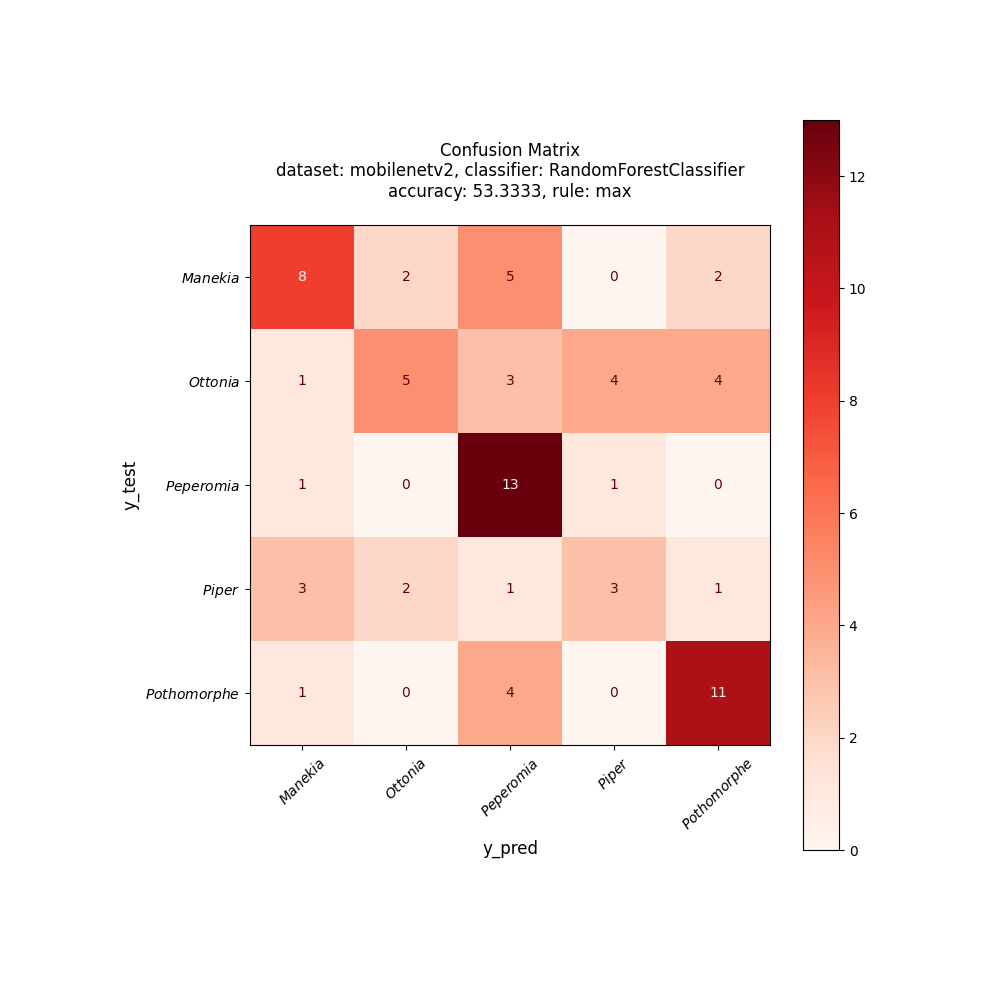 Confusion Matrix
dataset: mobilenetv2, classifier: RandomForestClassifier
accuracy: 53.3333, rule: max
Manekia 8 2 5 0 2
Ottonia 1 5 3 4 4
Peperomia 1 0 13 1 0
Piper 3 2 1 3 1
Pothomorphe 1 0 4 0 11
y_test
Manekia Ottonia Peperomia Piper Pothomorphe
y_pred
12
10
8
6
4
2
0